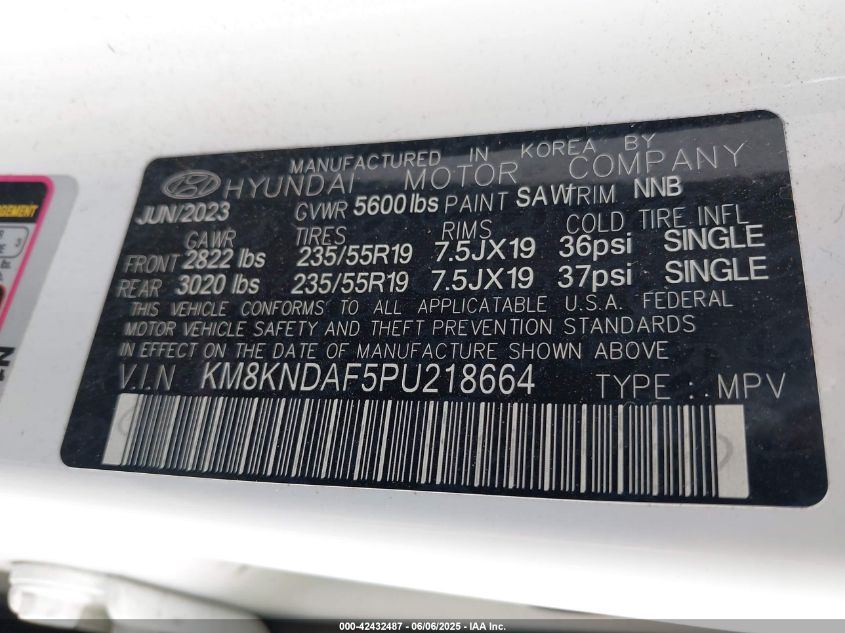 MANUFACTURED IN KOREA BY
HYUNDAI MOTOR COMPANY
JUN/2023 GVWR 5600lbs PAINT SAW TRIM NNB
GAWR TIRES RIMS COLD TIRE INFL
FRONT 2822 lbs 235/55R19 7.5JX19 36psi SINGLE
REAR 3020 lbs 235/55R19 7.5JX19 37psi SINGLE
THIS VEHICLE CONFORMS TO ALL APPLICATABLE U.S.A. FEDERAL
MOTOR VEHICLE SAFETY AND THEFT PREVENTION STANDARDS
IN EFFECT ON THE DATE OF MANUFACTURE SHOWN ABOVE
V.I.N KM8KNDAF5PU218664 TYPE : MPV
000-42432487 - 06/06/2025 - IAA Inc.